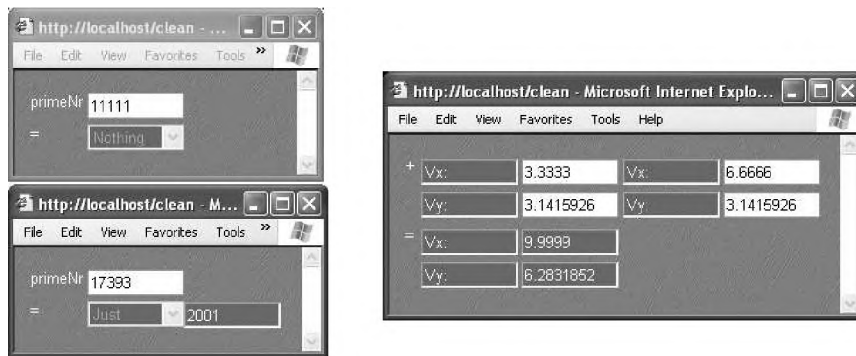 http://localhost/clean - ...
File Edit View Favorites Tools »
primeNr 11111
= Nothing
http://localhost/clean - M...
File Edit View Favorites Tools »
primeNr 17393
= Just 2001
http://localhost/clean - Microsoft Internet Explo...
File Edit View Favorites Tools Help
+ Vx: 3.3333 Vx: 6.6666
Vy: 3.1415926 Vy: 3.1415926
= Vx: 9.9999
Vy: 6.2831852